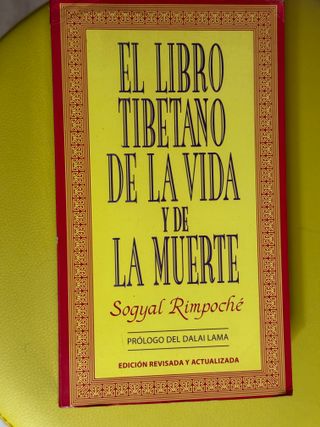 EL LIBRO
TIBETANO
DE LA VIDA
Y DE
LA MUERTE
Sogyal Rimpoché
PRÓLOGO DEL DALAI LAMA
EDICIÓN REVISADA Y ACTUALIZADA